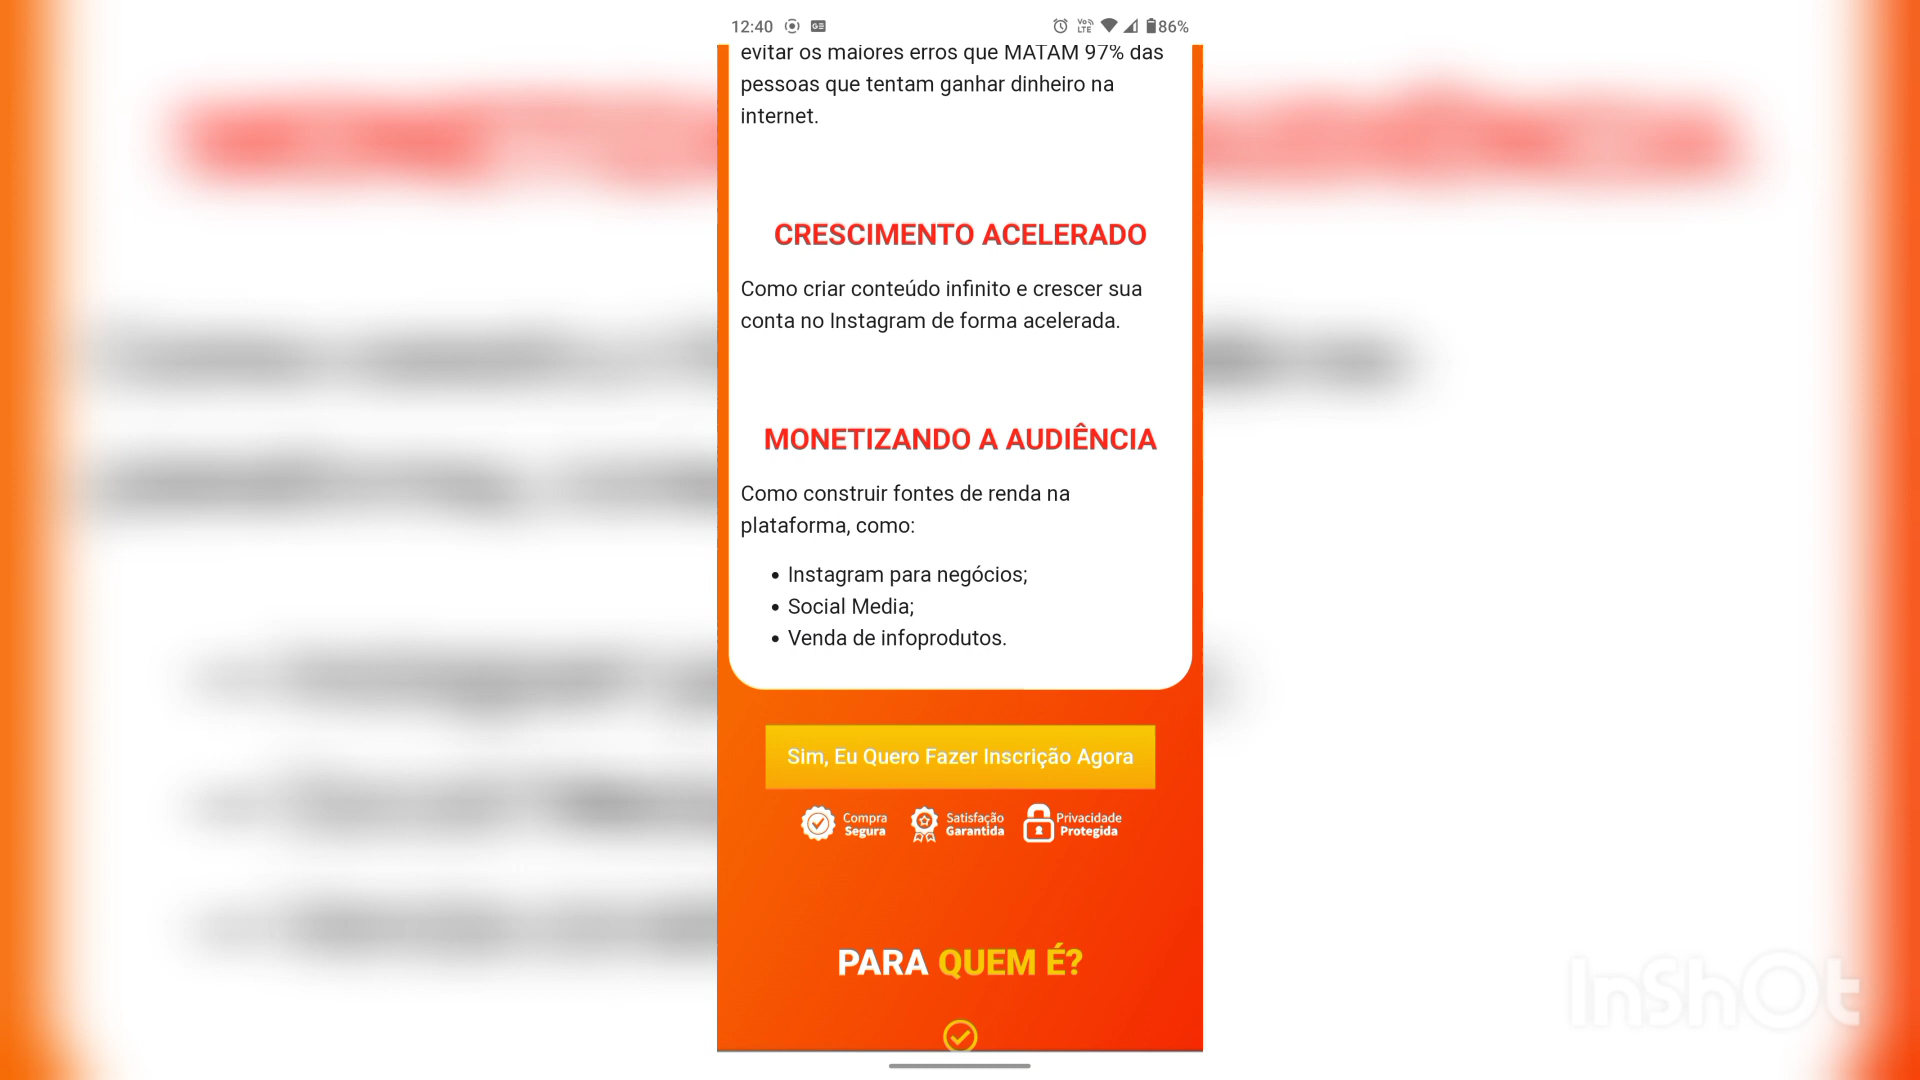 12:40
86%
evitar os maiores erros que MATAM 97% das
pessoas que tentam ganhar dinheiro na
internet.
CRESCIMENTO ACELERADO
Como criar conteúdo infinito e crescer sua
conta no Instagram de forma acelerada.
MONETIZANDO A AUDIÊNCIA
Como construir fontes de renda na
plataforma, como:
• Instagram para negócios;
• Social Media;
• Venda de infoprodutos.
Sim, Eu Quero Fazer Inscrição Agora
Compra Segura
Satisfação Garantida
Privacidade Protegida
PARA QUEM É?
InShOt